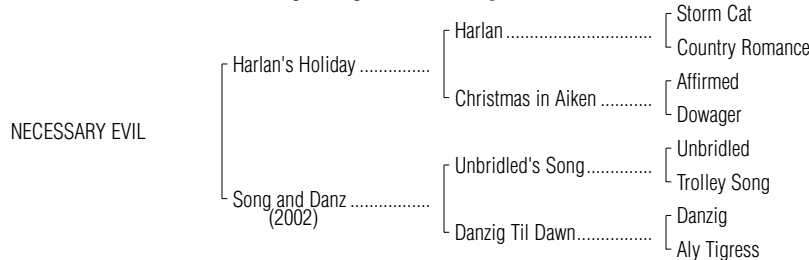 Storm Cat
Harlan ................................
Country Romance
Harlan's Holiday ...............
Affirmed
Christmas in Aiken ...........
Dowager
NECESSARY EVIL
Unbridled
Unbridled's Song..............
Trolley Song
Song and Danz .................
(2002)
Danzig
Danzig Til Dawn................
Aly Tigress